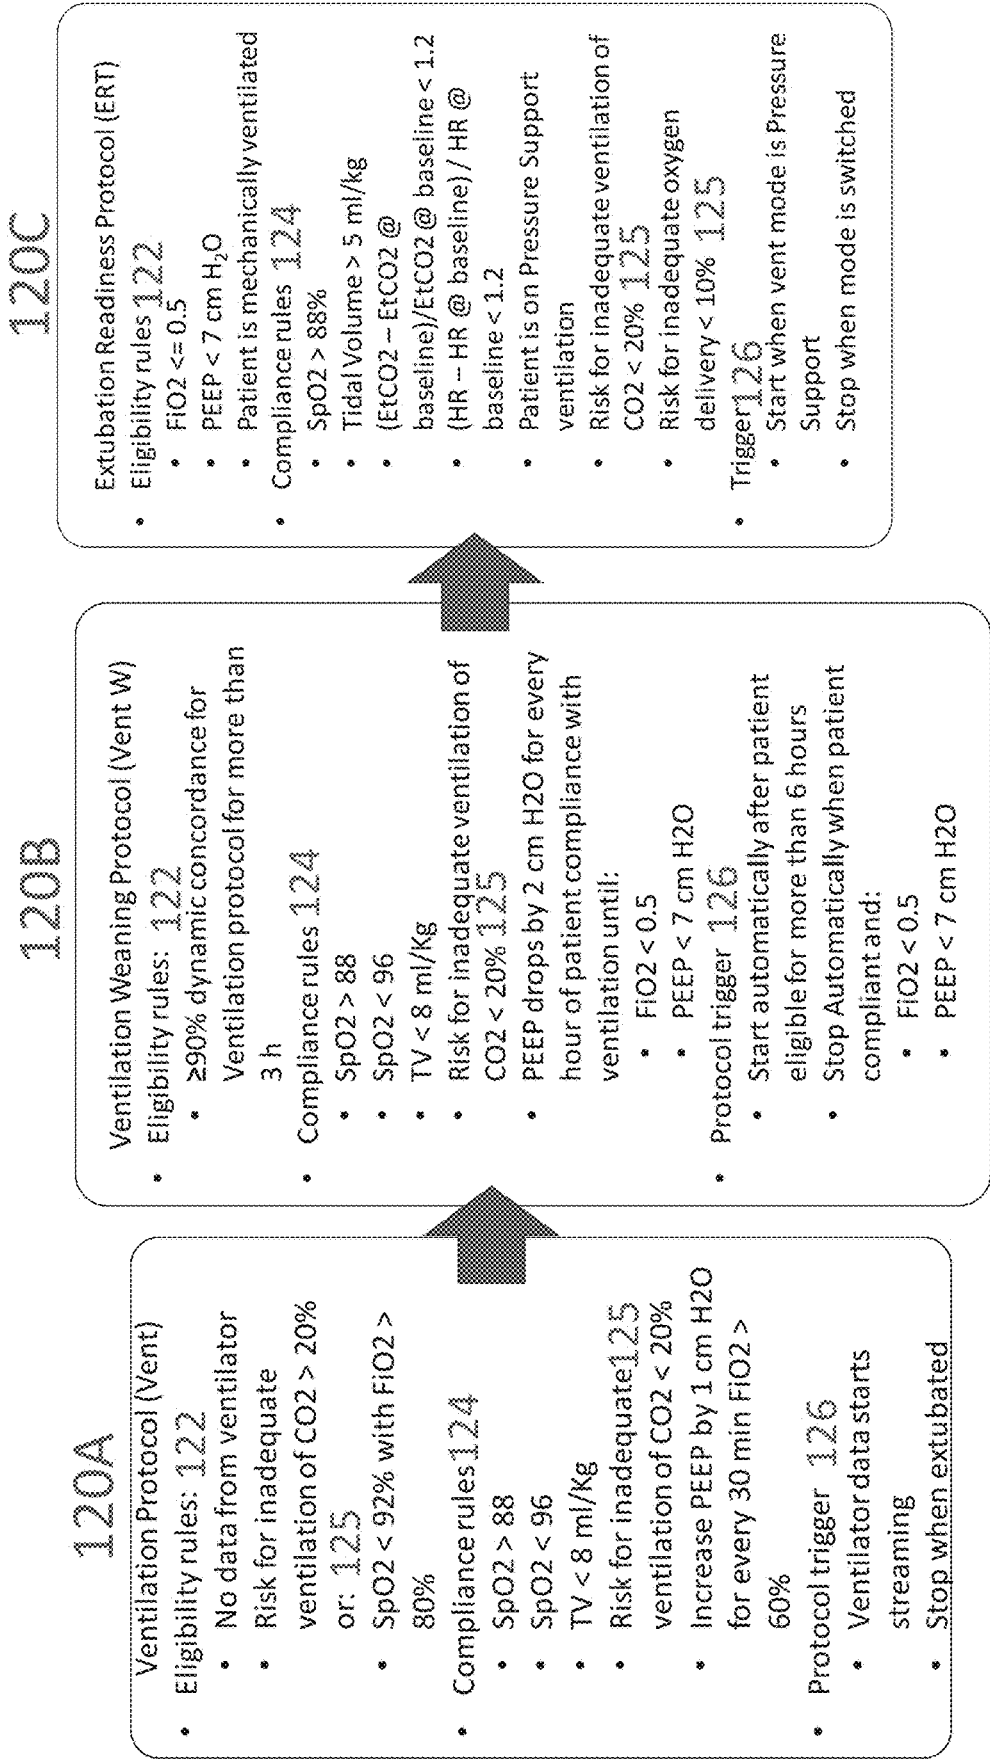 120A
Ventilation Protocol (Vent)
• Eligibility rules: 122
• No data from ventilator
• Risk for inadequate
ventilation of CO2 > 20%
or: 125
• SpO2 < 92% with FiO2 >
80%
• Compliance rules 124
• SpO2 > 88
• SpO2 < 96
• TV < 8 ml/Kg
• Risk for inadequate 125
ventilation of CO2 < 20%
• Increase PEEP by 1 cm H2O
for every 30 min FiO2 >
60%
• Protocol trigger 126
• Ventilator data starts
streaming
• Stop when extubated
120B
Ventilation Weaning Protocol (Vent W)
• Eligibility rules: 122
• ≥90% dynamic concordance for
Ventilation protocol for more than
3 h
• Compliance rules 124
• SpO2 > 88
• SpO2 < 96
• TV < 8 ml/Kg
• Risk for inadequate ventilation of
CO2 < 20% 125
• PEEP drops by 2 cm H2O for every
hour of patient compliance with
ventilation until:
• FiO2 < 0.5
• PEEP < 7 cm H2O
• Protocol trigger 126
• Start automatically after patient
eligible for more than 6 hours
• Stop Automatically when patient
compliant and:
• FiO2 < 0.5
• PEEP < 7 cm H2O
120C
Extubation Readiness Protocol (ERT)
• Eligibility rules 122
• FiO2 <= 0.5
• PEEP < 7 cm H₂O
• Patient is mechanically ventilated
• Compliance rules 124
• SpO2 > 88%
• Tidal Volume > 5 ml/kg
• (EtCO2 – EtCO2 @
baseline)/EtCO2 @ baseline < 1.2
• (HR – HR @ baseline) / HR @
baseline < 1.2
• Patient is on Pressure Support
ventilation
• Risk for inadequate ventilation of
CO2 < 20% 125
• Risk for inadequate oxygen
delivery < 10% 125
• Trigger 126
• Start when vent mode is Pressure
Support
• Stop when mode is switched